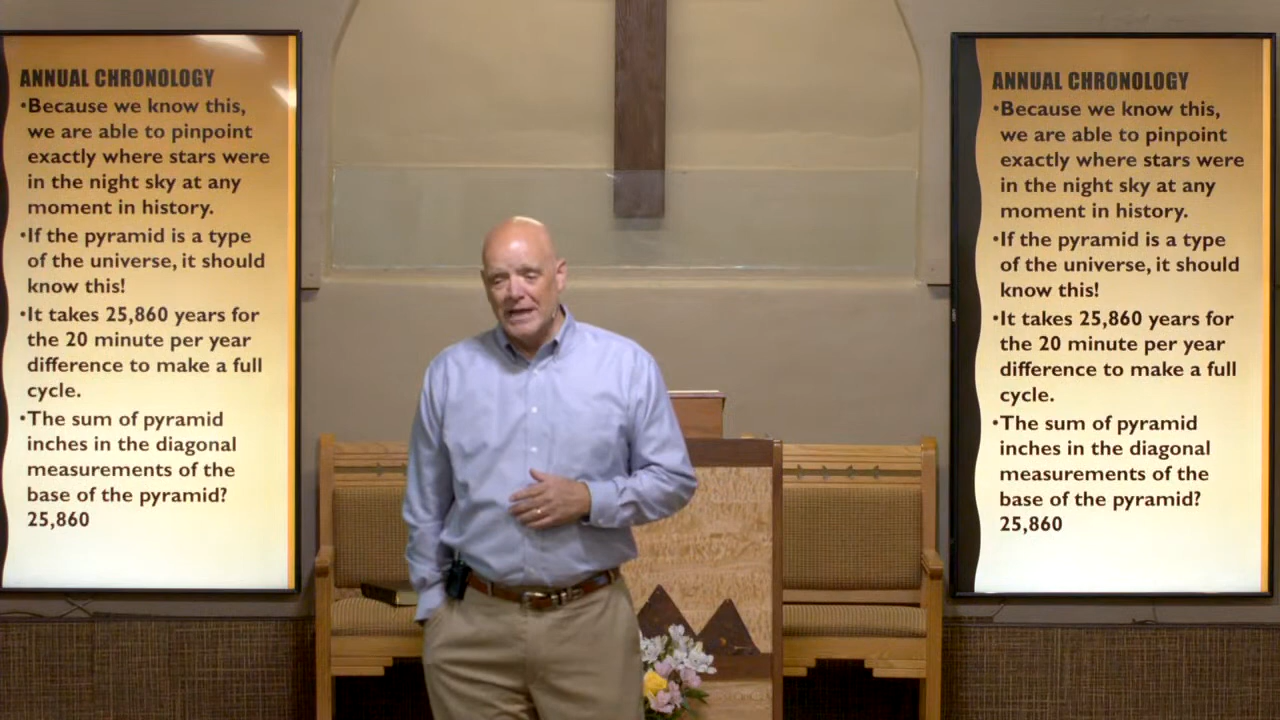 ANNUAL CHRONOLOGY
•Because we know this,
we are able to pinpoint
exactly where stars were
in the night sky at any
moment in history.
•If the pyramid is a type
of the universe, it should
know this!
•It takes 25,860 years for
the 20 minute per year
difference to make a full
cycle.
•The sum of pyramid
inches in the diagonal
measurements of the
base of the pyramid?
25,860
ANNUAL CHRONOLOGY
•Because we know this,
we are able to pinpoint
exactly where stars were
in the night sky at any
moment in history.
•If the pyramid is a type
of the universe, it should
know this!
•It takes 25,860 years for
the 20 minute per year
difference to make a full
cycle.
•The sum of pyramid
inches in the diagonal
measurements of the
base of the pyramid?
25,860